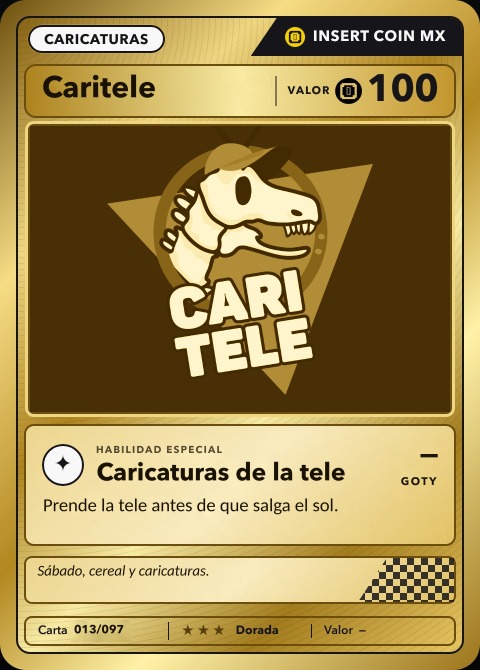 CARICATURAS
INSERT COIN MX
Caritele
VALOR 100
CARI
TELE
HABILIDAD ESPECIAL
Caricaturas de la tele
–
GOTY
Prende la tele antes de que salga el sol.
Sábado, cereal y caricaturas.
Carta 013/097 ★ ★ ★ Dorada Valor –